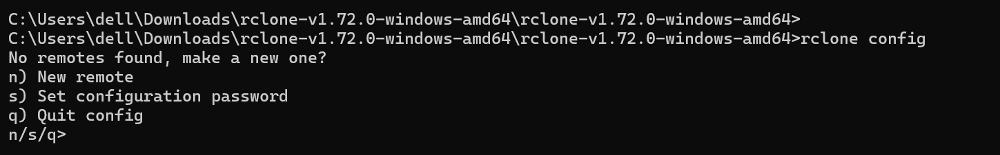 C:\Users\dell\Downloads\rclone-v1.72.0-windows-amd64\rclone-v1.72.0-windows-amd64>
C:\Users\dell\Downloads\rclone-v1.72.0-windows-amd64\rclone-v1.72.0-windows-amd64>rclone config
No remotes found, make a new one?
n) New remote
s) Set configuration password
q) Quit config
n/s/q>